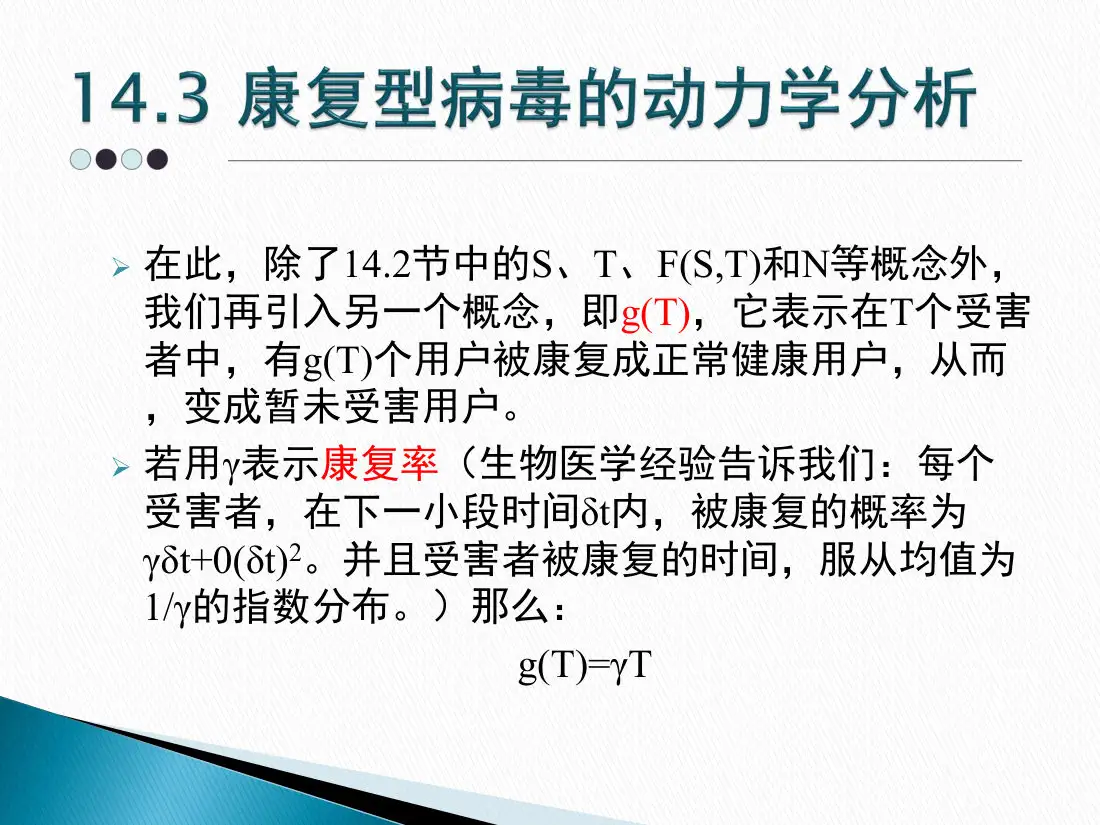 14.3 康复型病毒的动力学分析
在此，除了14.2节中的S、T、F(S,T)和N等概念外，
我们再引入另一个概念，即g(T)，它表示在T个受害
者中，有g(T)个用户被康复成正常健康用户，从而
，变成暂未受害用户。
若用γ表示康复率（生物医学经验告诉我们：每个
受害者，在下一小段时间δt内，被康复的概率为
γδt+0(δt)²。并且受害者被康复的时间，服从均值为
1/γ的指数分布。）那么：
g(T)=γT